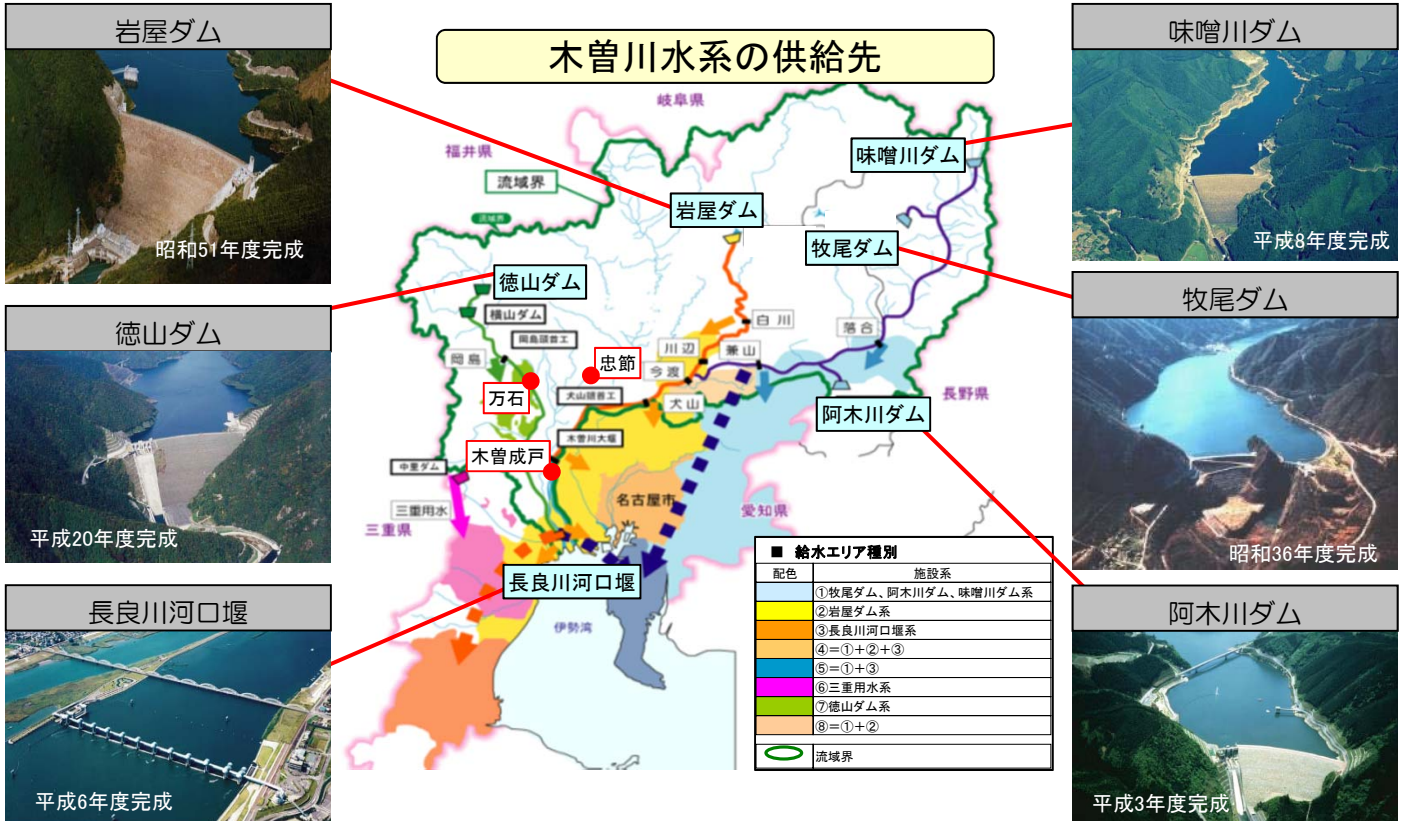 木曽川水系の供給先
岩屋ダム
昭和51年度完成
徳山ダム
平成20年度完成
長良川河口堰
平成6年度完成
岐阜県
福井県
流域界
流域界
味噌川ダム
岩屋ダム
牧尾ダム
徳山ダム
横山ダム
岡島頭首工
岡島
白川
落合
川辺
兼山
忠節
今渡
万石
犬山頭首工
犬山
長野県
阿木川ダム
木曽川大堰
木曽成戸
中里ダム
名古屋市
三重用水
愛知県
三重県
長良川河口堰
伊勢湾
■ 給水エリア種別
配色 施設系
①牧尾ダム、阿木川ダム、味噌川ダム系
②岩屋ダム系
③長良川河口堰系
④=①+②+③
⑤=①+③
⑥三重用水系
⑦徳山ダム系
⑧=①+②
流域界
味噌川ダム
平成8年度完成
牧尾ダム
昭和36年度完成
阿木川ダム
平成3年度完成